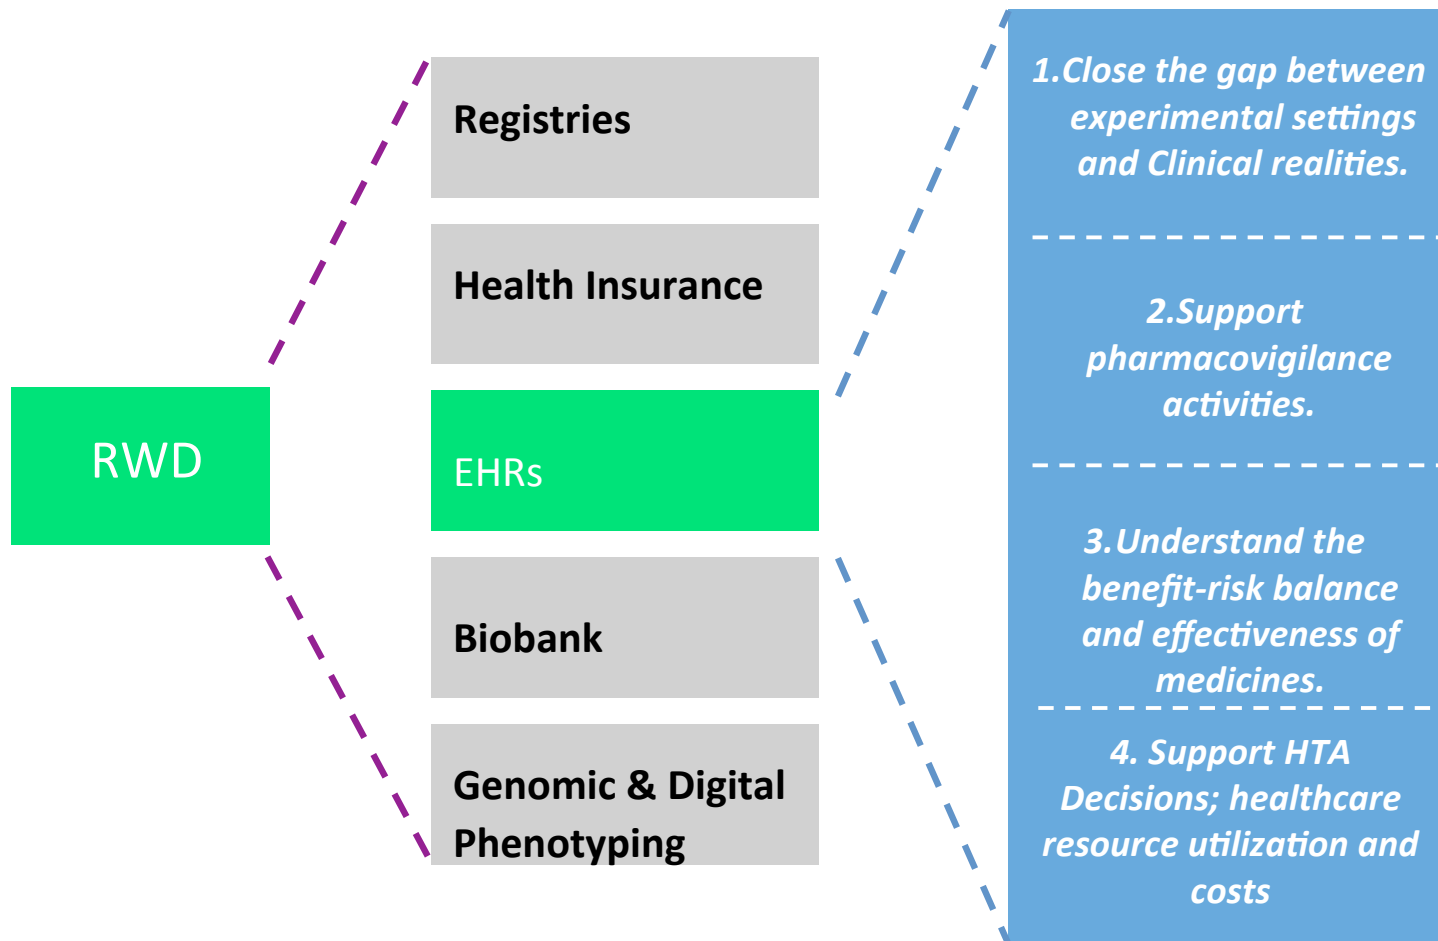 RWD
Registries
Health Insurance
EHRs
Biobank
Genomic & Digital
Phenotyping
1.Close the gap between
experimental settings
and Clinical realities.
2.Support
pharmacovigilance
activities.
3.Understand the
benefit-risk balance
and effectiveness of
medicines.
4. Support HTA
Decisions; healthcare
resource utilization and
costs